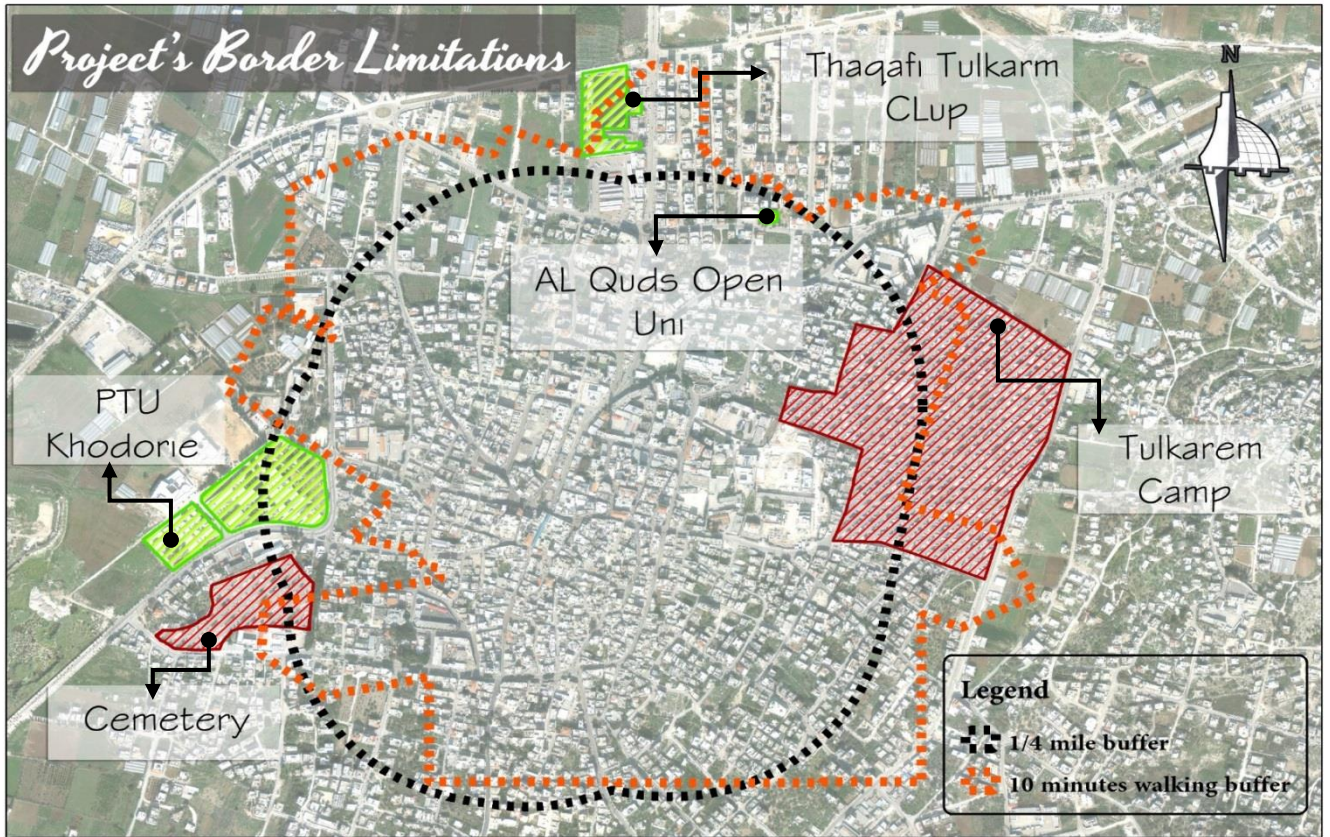 Project's Border Limitations
Thaqafi Tulkarm
CLup
N
AL Quds Open
Uni
PTU
Khodorie
Tulkarem
Camp
Cemetery
Legend
1/4 mile buffer
10 minutes walking buffer